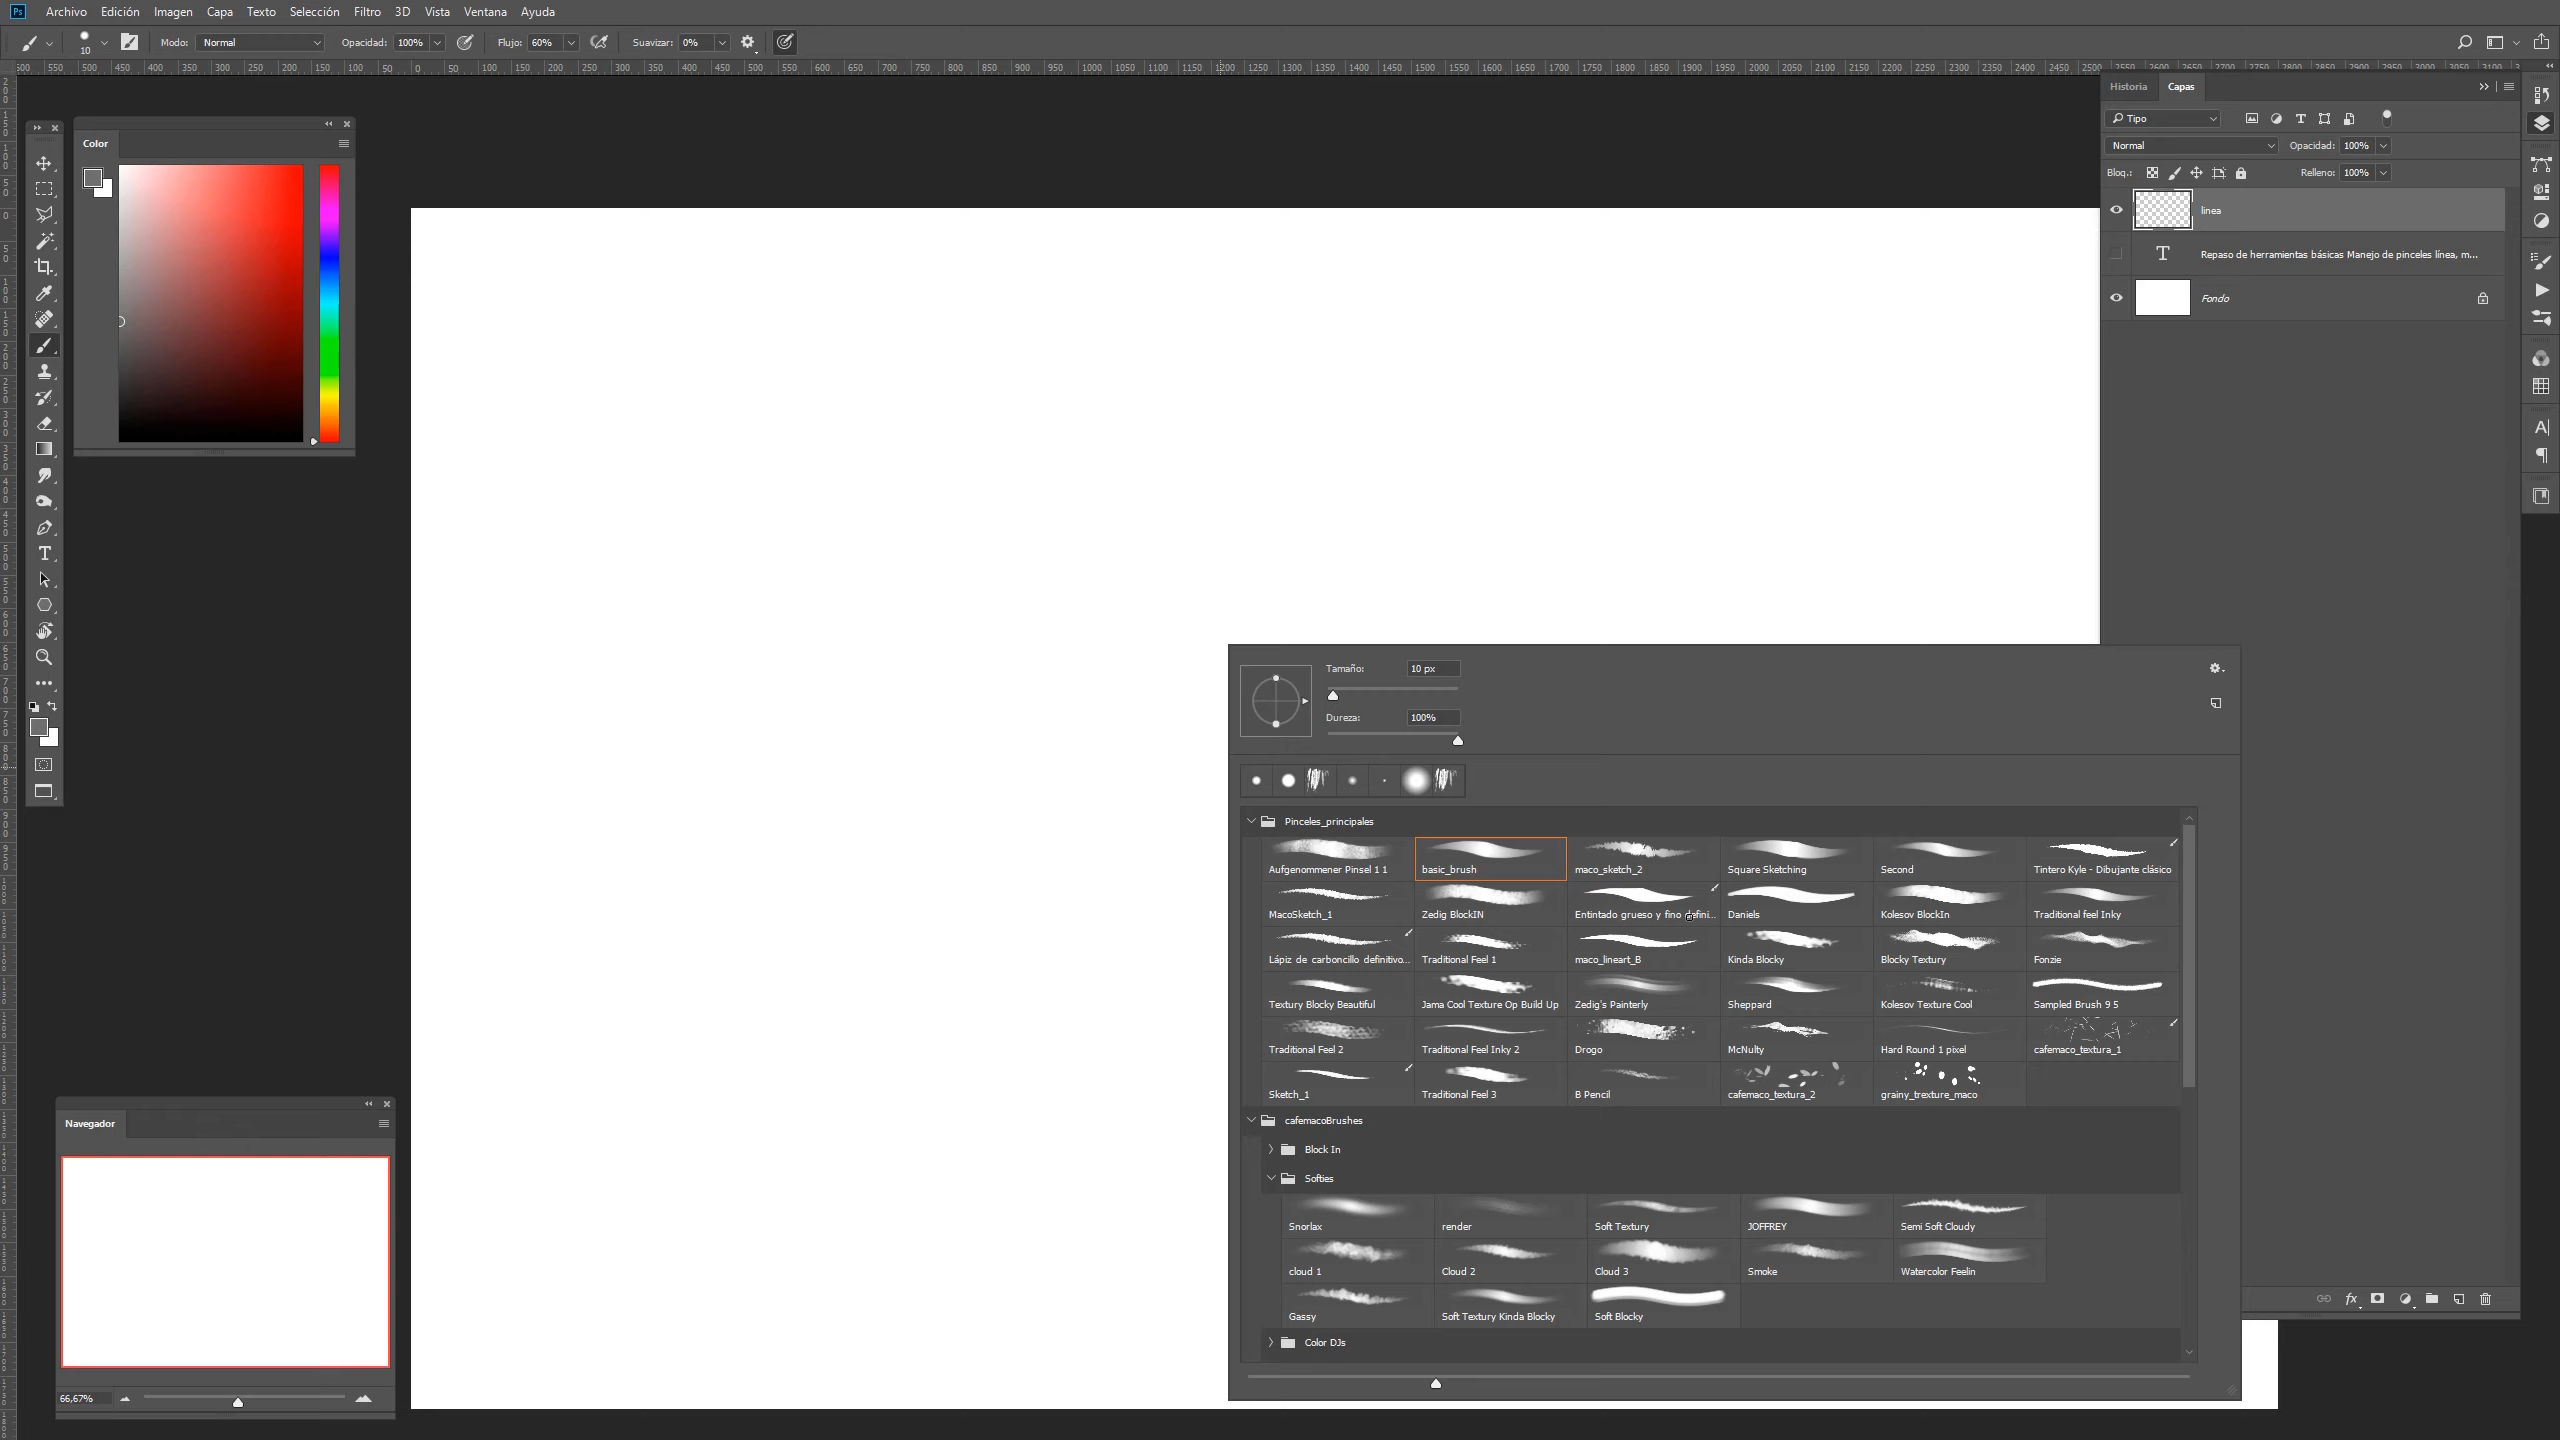 Ps Archivo Edición Imagen Capa Texto Selección Filtro 3D Vista Ventana Ayuda
10 Modo: Normal Opacidad: 100% Flujo: 60% Suavizar: 0%
Color
Historia Capas
Tipo
Normal Opacidad: 100%
Bloq.: Relleno: 100%
linea
Repaso de herramientas básicas Manejo de pinceles línea, m...
Fondo
Tamaño: 10 px
Dureza: 100%
Pinceles_principales
Aufgenommener Pinsel 1 1 basic_brush maco_sketch_2 Square Sketching Second Tintero Kyle - Dibujante clásico
MacoSketch_1 Zedig BlockIN Entintado grueso y fino defini... Daniels Kolesov BlockIn Traditional feel Inky
Lápiz de carboncillo definitivo... Traditional Feel 1 maco_lineart_B Kinda Blocky Blocky Textury Fonzie
Textury Blocky Beautiful Jama Cool Texture Op Build Up Zedig's Painterly Sheppard Kolesov Texture Cool Sampled Brush 9 5
Traditional Feel 2 Traditional Feel Inky 2 Drogo McNulty Hard Round 1 pixel cafemaco_textura_1
Sketch_1 Traditional Feel 3 B Pencil cafemaco_textura_2 grainy_trexture_maco
cafemacoBrushes
Block In
Softies
Snorlax render Soft Textury JOFFREY Semi Soft Cloudy
cloud 1 Cloud 2 Cloud 3 Smoke Watercolor Feelin
Gassy Soft Textury Kinda Blocky Soft Blocky
Color DJs
Navegador
66,67%